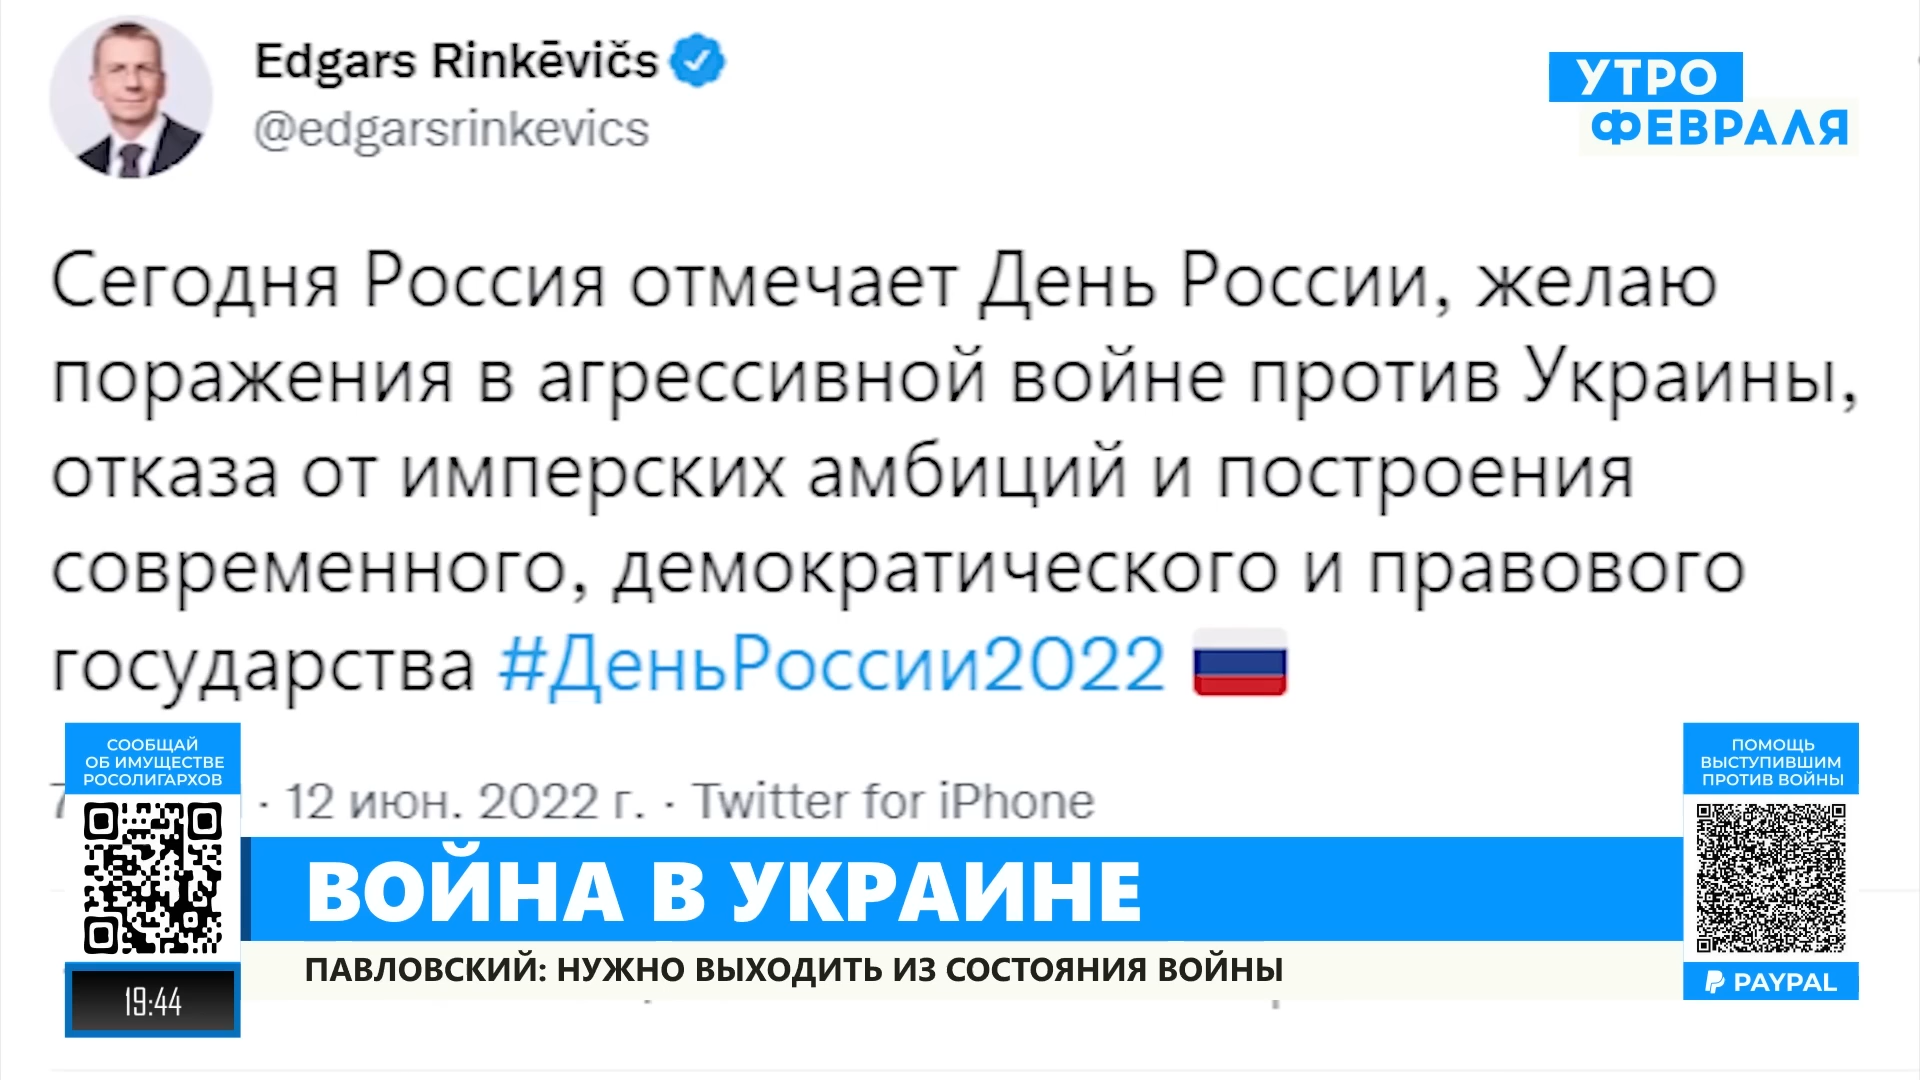 Edgars Rinkēvičs
@edgarsrinkevics
УТРО
ФЕВРАЛЯ
Сегодня Россия отмечает День России, желаю
поражения в агрессивной войне против Украины,
отказа от имперских амбиций и построения
современного, демократического и правового
государства #ДеньРоссии2022
· 12 июн. 2022 г. · Twitter for iPhone
СООБЩАЙ
ОБ ИМУЩЕСТВЕ
РОСОЛИГАРХОВ
ПОМОЩЬ
ВЫСТУПИВШИМ
ПРОТИВ ВОЙНЫ
ВОЙНА В УКРАИНЕ
ПАВЛОВСКИЙ: НУЖНО ВЫХОДИТЬ ИЗ СОСТОЯНИЯ ВОЙНЫ
PAYPAL
19:44